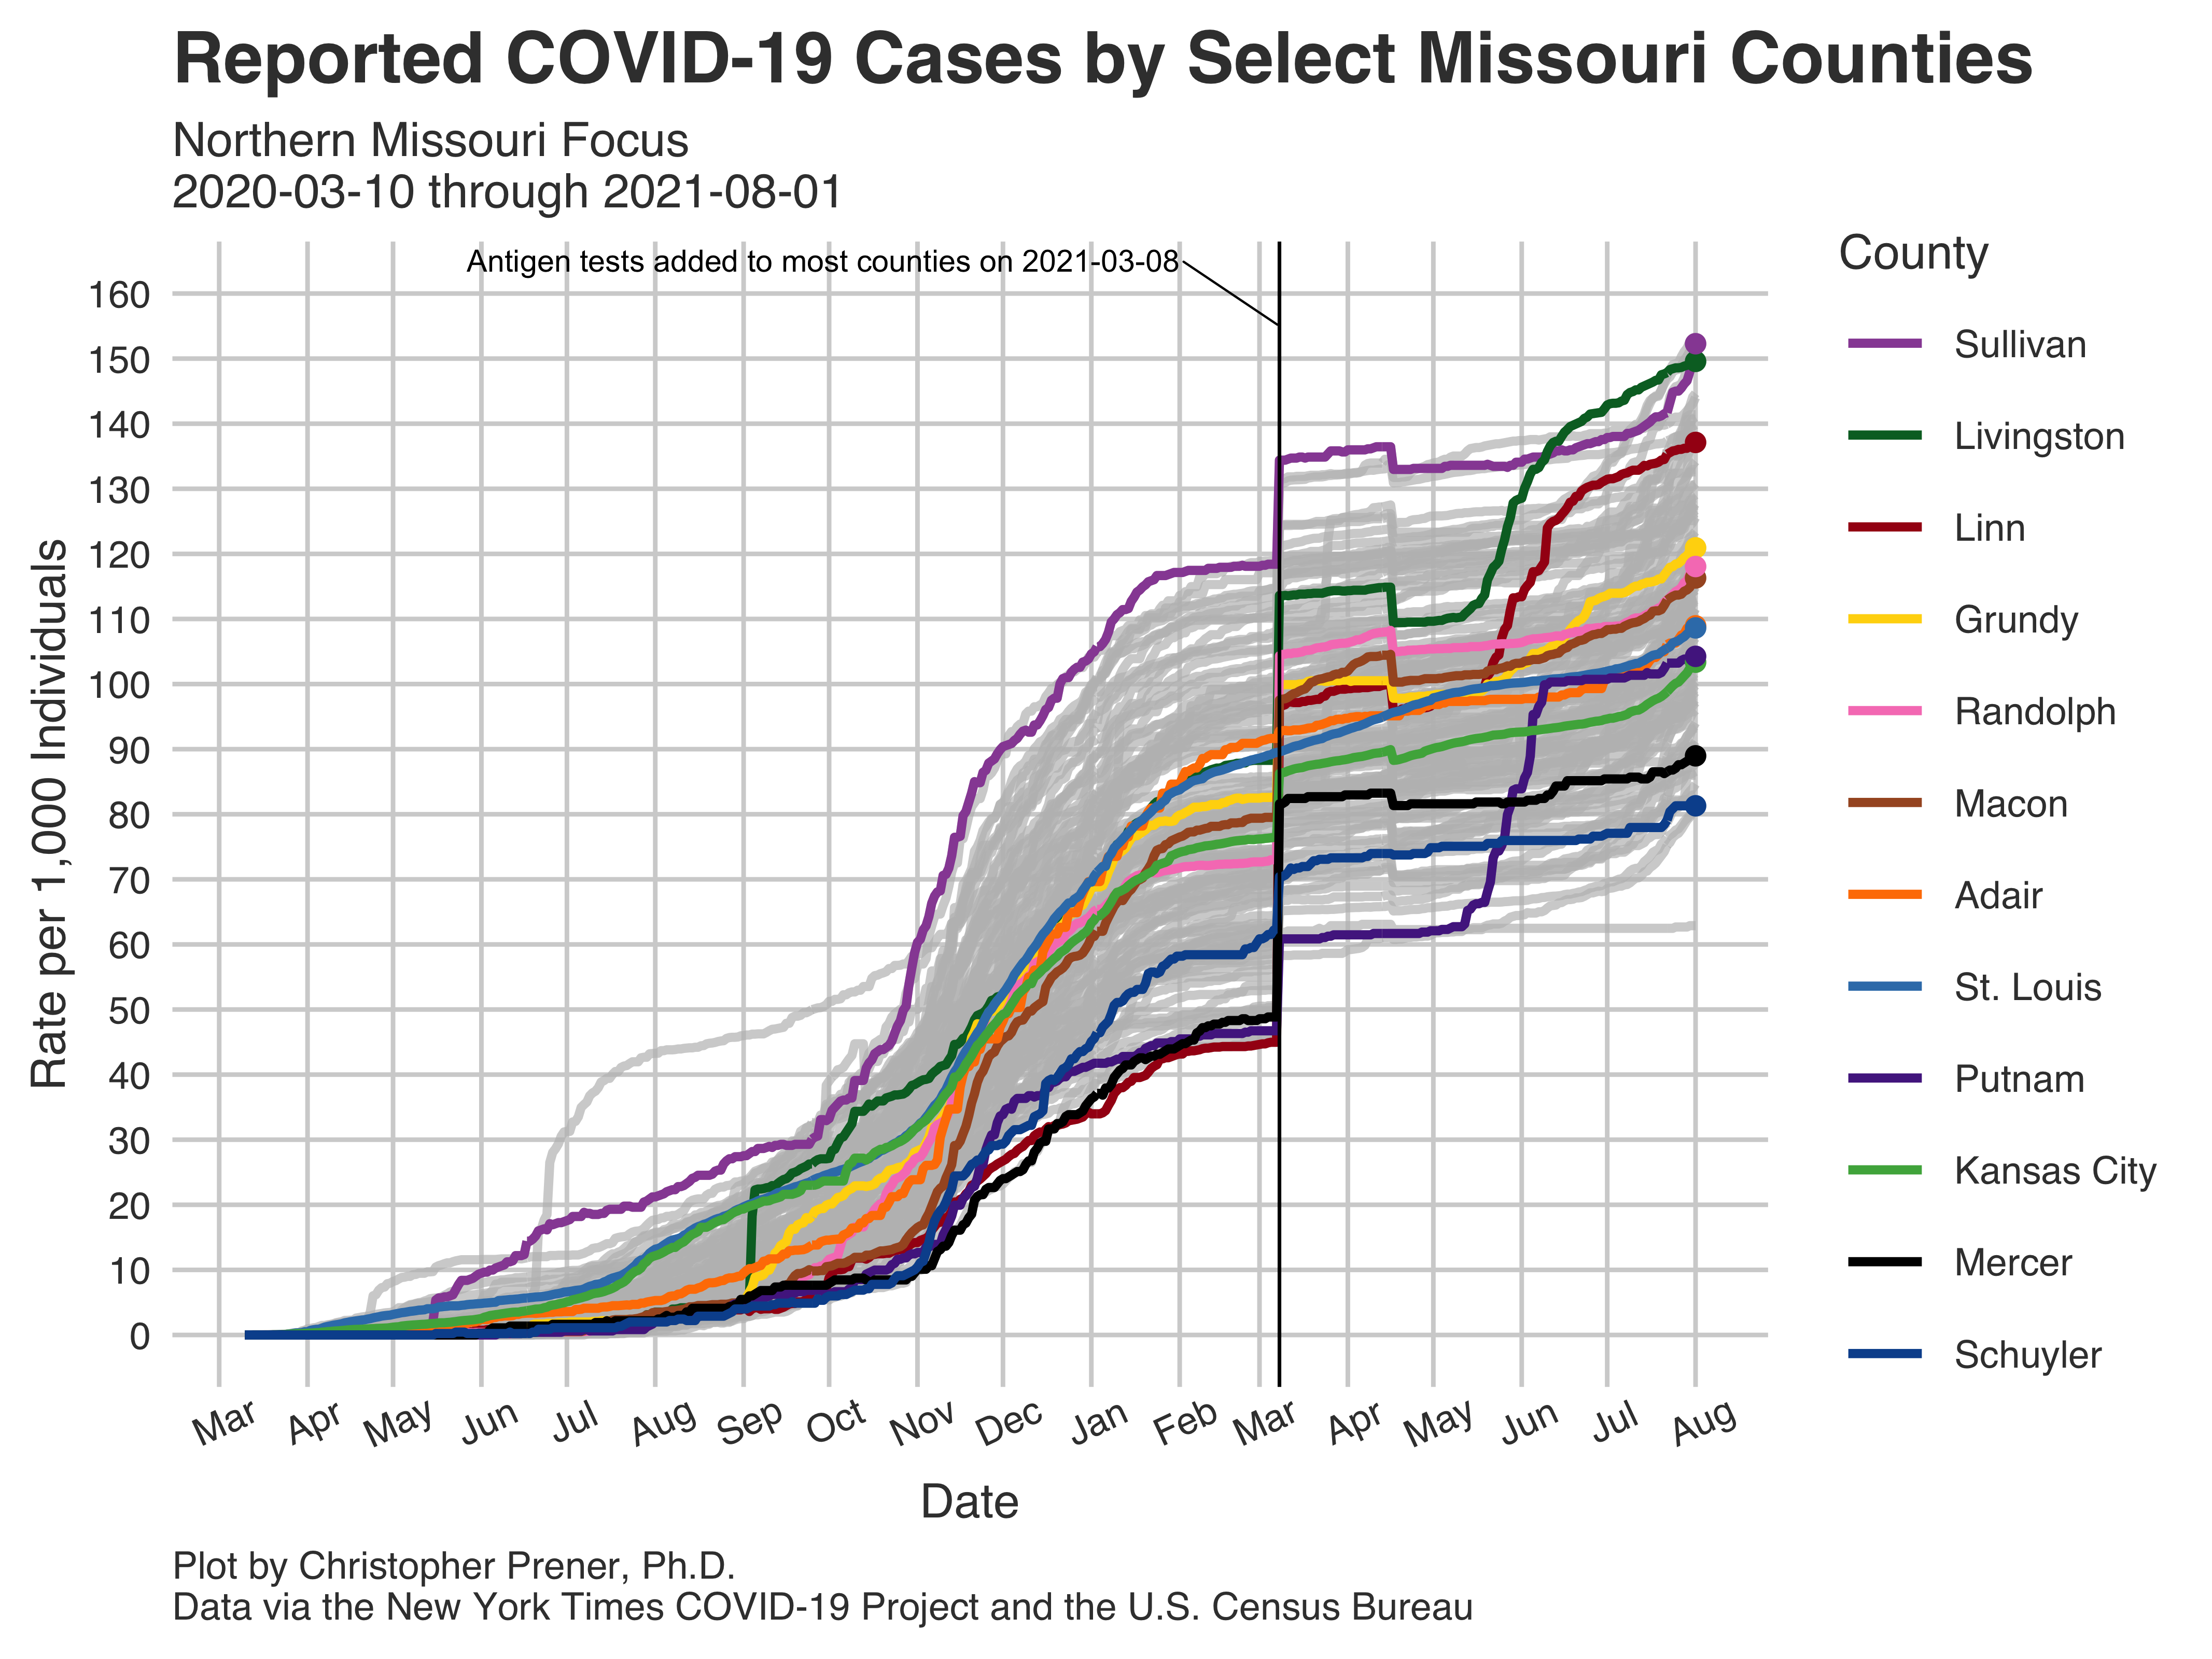 Reported COVID-19 Cases by Select Missouri Counties
Northern Missouri Focus
2020-03-10 through 2021-08-01
Antigen tests added to most counties on 2021-03-08
Rate per 1,000 Individuals
160
150
140
130
120
110
100
90
80
70
60
50
40
30
20
10
0
Mar
Apr
May
Jun
Jul
Aug
Sep
Oct
Nov
Dec
Jan
Feb
Mar
Apr
May
Jun
Jul
Aug
Date
County
Sullivan
Livingston
Linn
Grundy
Randolph
Macon
Adair
St. Louis
Putnam
Kansas City
Mercer
Schuyler
Plot by Christopher Prener, Ph.D.
Data via the New York Times COVID-19 Project and the U.S. Census Bureau